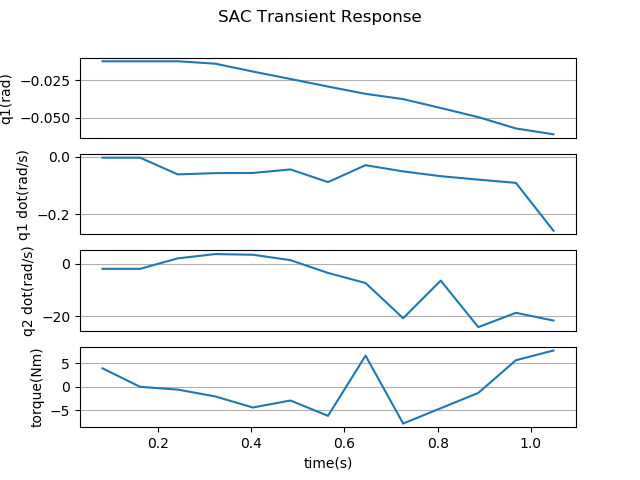 SAC Transient Response
q1(rad)
−0.025
−0.050
q1 dot(rad/s)
0.0
−0.2
q2 dot(rad/s)
0
−20
torque(Nm)
5
0
−5
0.2 0.4 0.6 0.8 1.0
time(s)